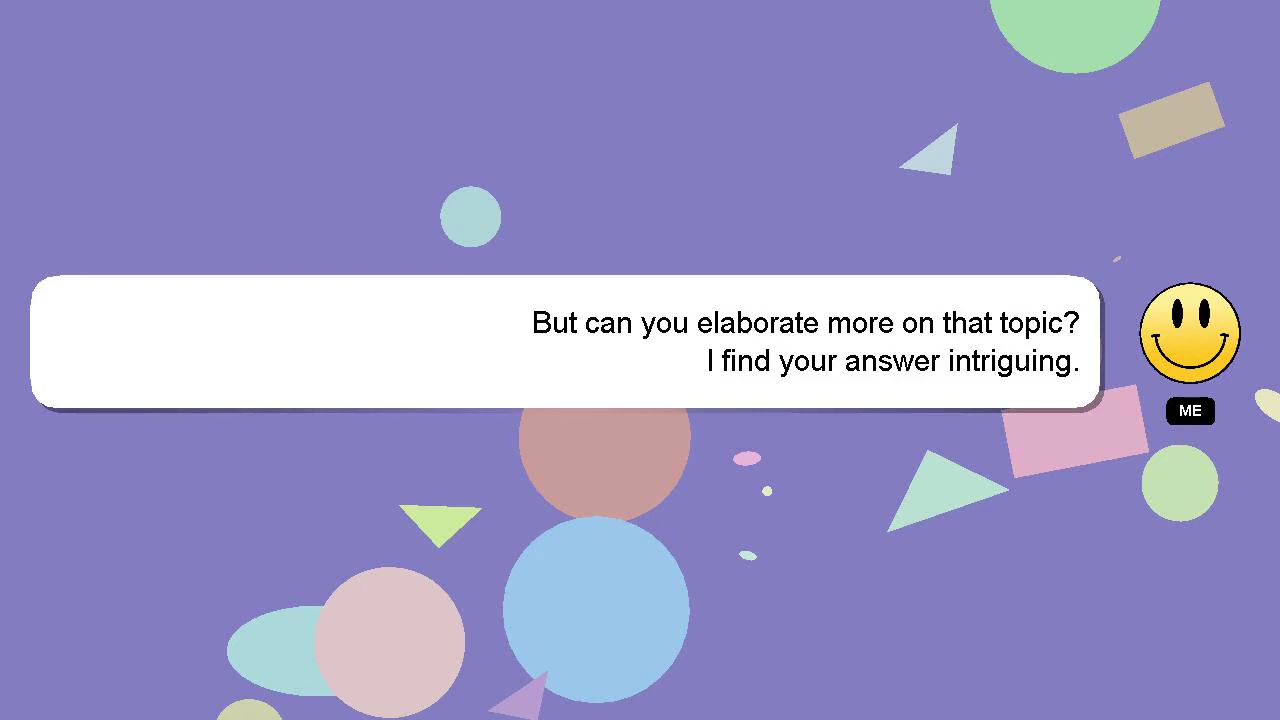 But can you elaborate more on that topic?
I find your answer intriguing.
ME